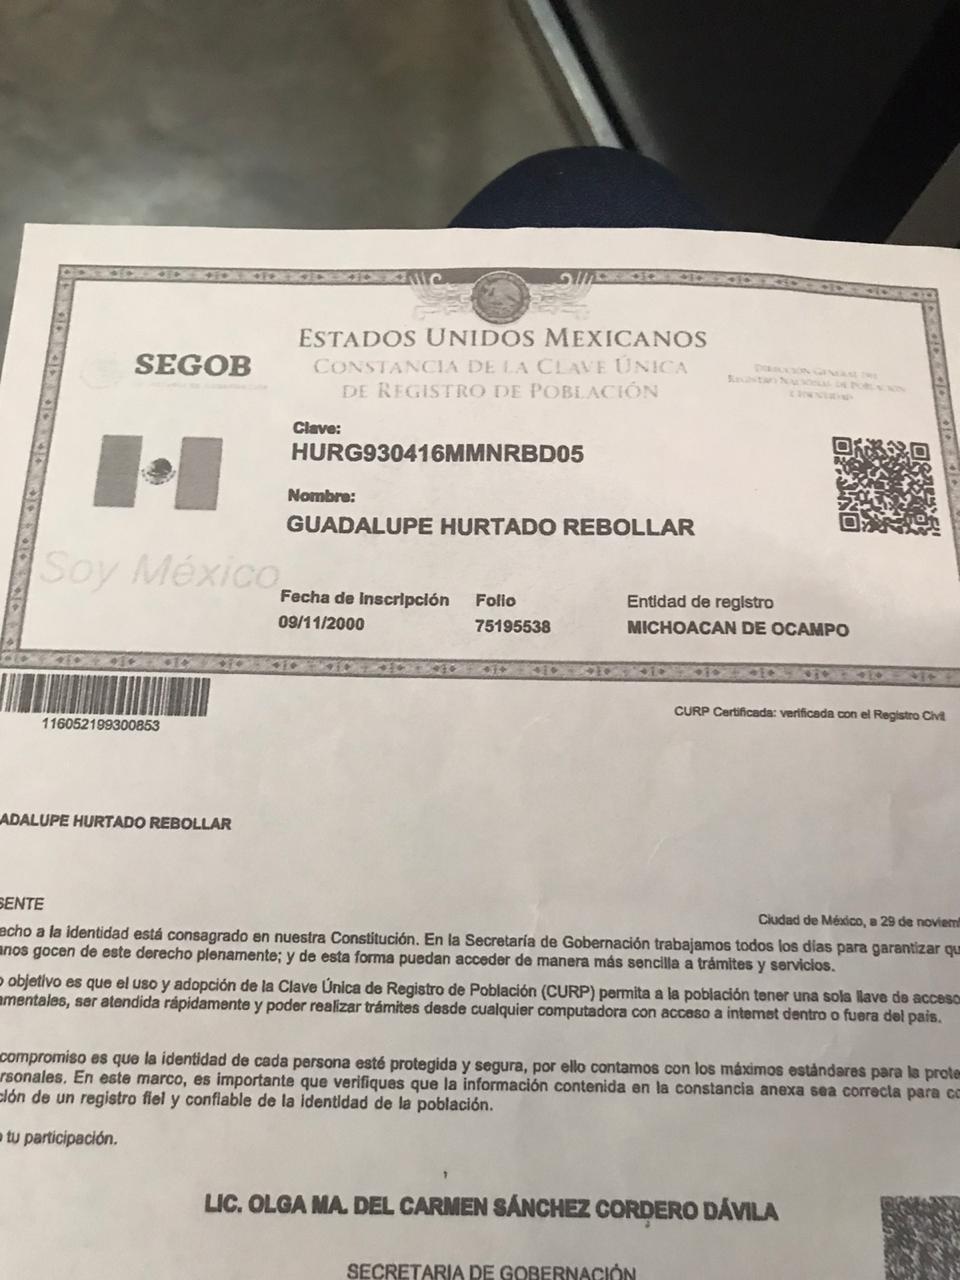 ESTADOS UNIDOS MEXICANOS
SEGOB
CONSTANCIA DE LA CLAVE ÚNICA
DE REGISTRO DE POBLACIÓN
DIRECCIÓN GENERAL DEL
REGISTRO NACIONAL DE POBLACIÓN
E IDENTIDAD
Clave:
HURG930416MMNRBD05
Nombre:
GUADALUPE HURTADO REBOLLAR
Soy México
Fecha de Inscripción Folio Entidad de registro
09/11/2000 75195538 MICHOACAN DE OCAMPO
116052199300853
CURP Certificada: verificada con el Registro Civil
ADALUPE HURTADO REBOLLAR
SENTE
Ciudad de México, a 29 de noviem
echo a la identidad está consagrado en nuestra Constitución. En la Secretaría de Gobernación trabajamos todos los días para garantizar qu
anos gocen de este derecho plenamente; y de esta forma puedan acceder de manera más sencilla a trámites y servicios.
o objetivo es que el uso y adopción de la Clave Única de Registro de Población (CURP) permita a la población tener una sola llave de acceso
amentales, ser atendida rápidamente y poder realizar trámites desde cualquier computadora con acceso a internet dentro o fuera del país.
compromiso es que la identidad de cada persona esté protegida y segura, por ello contamos con los máximos estándares para la prote
rsonales. En este marco, es importante que verifiques que la información contenida en la constancia anexa sea correcta para co
ción de un registro fiel y confiable de la identidad de la población.
o tu participación.
LIC. OLGA MA. DEL CARMEN SÁNCHEZ CORDERO DÁVILA
SECRETARIA DE GOBERNACIÓN